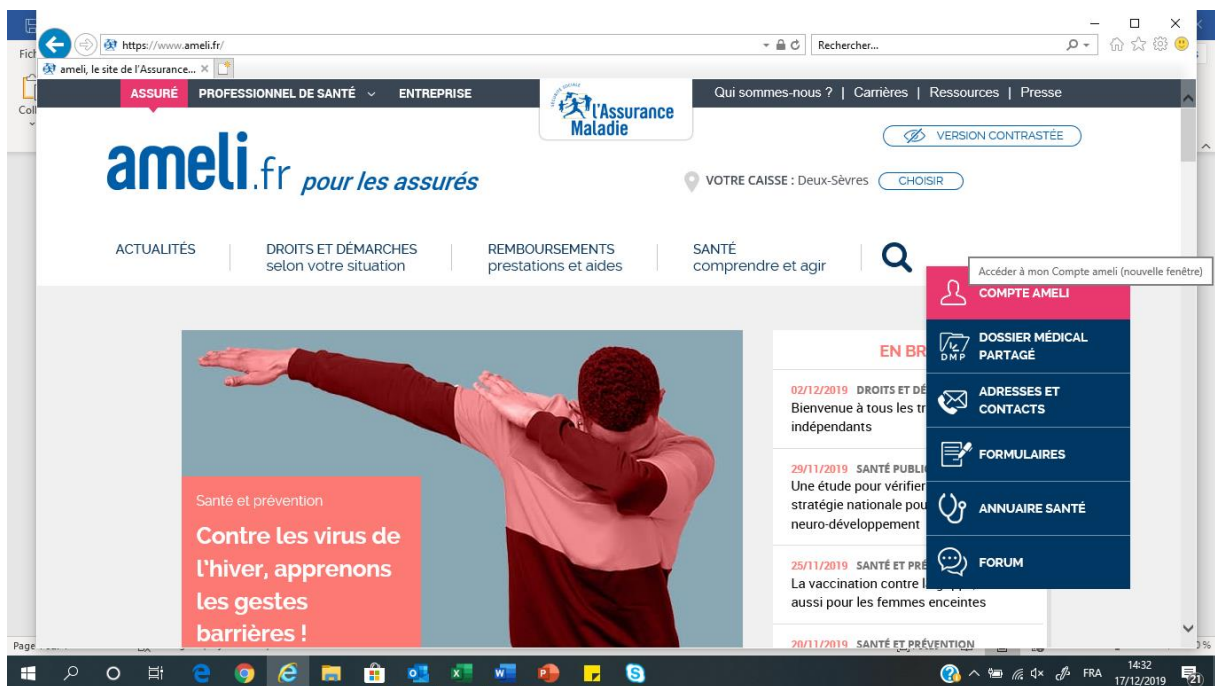 https://www.ameli.fr/
Rechercher...
ameli, le site de l'Assurance...
ASSURÉ PROFESSIONNEL DE SANTÉ ENTREPRISE
l'Assurance
Maladie
Qui sommes-nous ? | Carrières | Ressources | Presse
VERSION CONTRASTÉE
ameli.fr pour les assurés
VOTRE CAISSE : Deux-Sèvres CHOISIR
ACTUALITÉS
DROITS ET DÉMARCHES
selon votre situation
REMBOURSEMENTS
prestations et aides
SANTÉ
comprendre et agir
Accéder à mon Compte ameli (nouvelle fenêtre)
COMPTE AMELI
DMP
DOSSIER MÉDICAL
PARTAGÉ
ADRESSES ET
CONTACTS
FORMULAIRES
ANNUAIRE SANTÉ
FORUM
Santé et prévention
Contre les virus de
l'hiver, apprenons
les gestes
barrières !
EN BR
02/12/2019 DROITS ET DÉ
Bienvenue à tous les tr
indépendants
29/11/2019 SANTÉ PUBLI
Une étude pour vérifier
stratégie nationale pou
neuro-développement
25/11/2019 SANTÉ ET PRÉ
La vaccination contre l
aussi pour les femmes enceintes
20/11/2019 SANTÉ ET PRÉVENTION
Page
FRA
14:32
17/12/2019
21